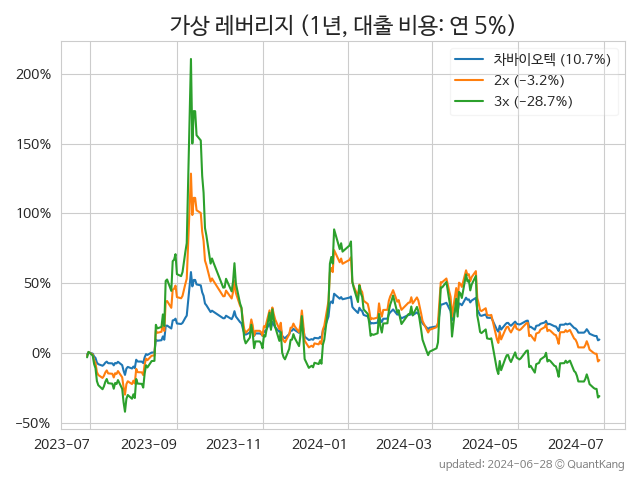 가상 레버리지 (1년, 대출 비용: 연 5%)
차바이오텍 (10.7%)
2x (−3.2%)
3x (−28.7%)
200%
150%
100%
50%
0%
−50%
2023-07
2023-09
2023-11
2024-01
2024-03
2024-05
2024-07
updated: 2024-06-28 © QuantKang